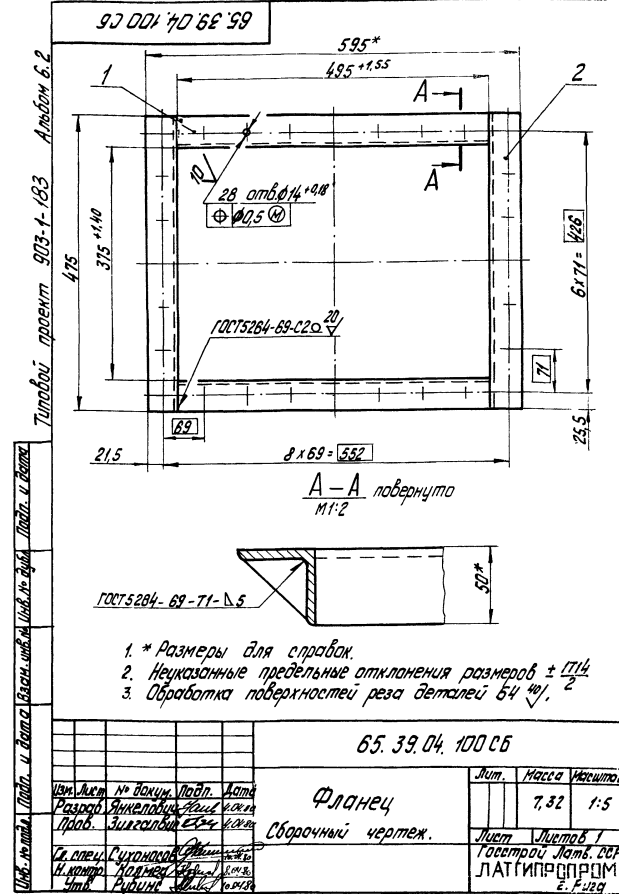 65.39.04.100 СБ
Типовой проект 903-1-183 Альбом 6.2
595*
495 +1,55
1
2
А
А
10
28 отв.ϕ14 +0,18
⌖ ϕ0,5 Ⓜ
475
375 +1,40
6х71= 426
71
25,5
ГОСТ5264-69-С2 20
69
21,5
8 х 69 = 552
А — А повернуто
М1:2
50*
ГОСТ5264-69-Т1-◺5
1. * Размеры для справок.
2. Неуказанные предельные отклонения размеров ± IT14/2
3. Обработка поверхностей реза деталей Б4 40/.
Подп. и дата
Инв. № дубл.
Взам. инв. №
Подп. и дата
Инв. № подл.
65.39.04.100 СБ
Изм. Лист № докум. Подп. Дата
Разраб. Янкелович
Пров.
Гл. спец.
Н. контр.
Утв.
Фланец
Сборочный чертеж.
Лит. Масса Масштаб
7,32 1:5
Лист Листов 1
Госстрой Латв. ССР
ЛАТГИПРОПРОМ
г. Рига